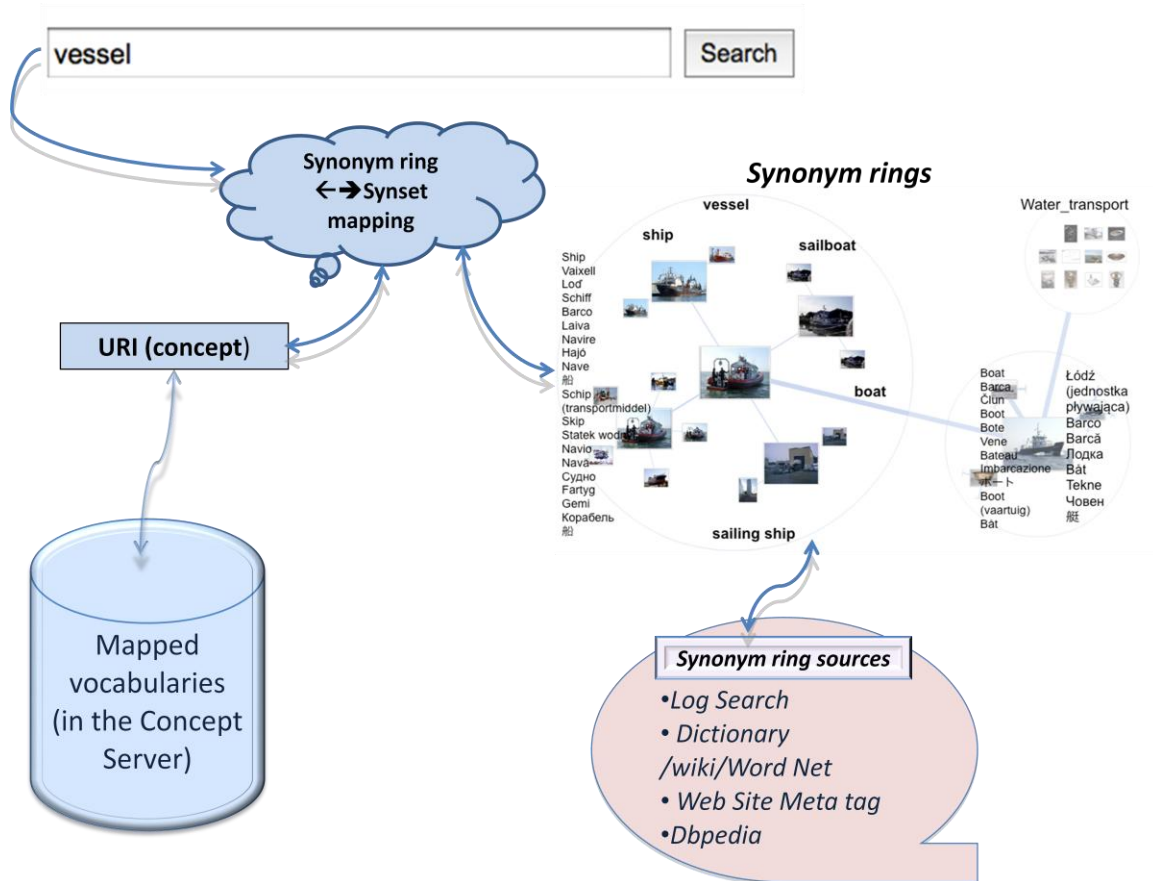 vessel
Search
Synonym ring
←➔Synset
mapping
URI (concept)
Mapped
vocabularies
(in the Concept
Server)
Synonym rings
vessel
ship
sailboat
boat
sailing ship
Ship
Vaixell
Loď
Schiff
Barco
Laiva
Navire
Hajó
Nave
船
Schip
(transportmiddel)
Skip
Statek wodny
Navio
Navă
Судно
Fartyg
Gemi
Корабель
船
Water_transport
Boat
Barca
Člun
Boot
Bote
Vene
Bateau
Imbarcazione
ボート
Boot
(vaartuig)
Båt
Łódź
(jednostka
pływająca)
Barco
Barcă
Лодка
Båt
Tekne
Човен
艇
Synonym ring sources
•Log Search
• Dictionary
/wiki/Word Net
• Web Site Meta tag
•Dbpedia